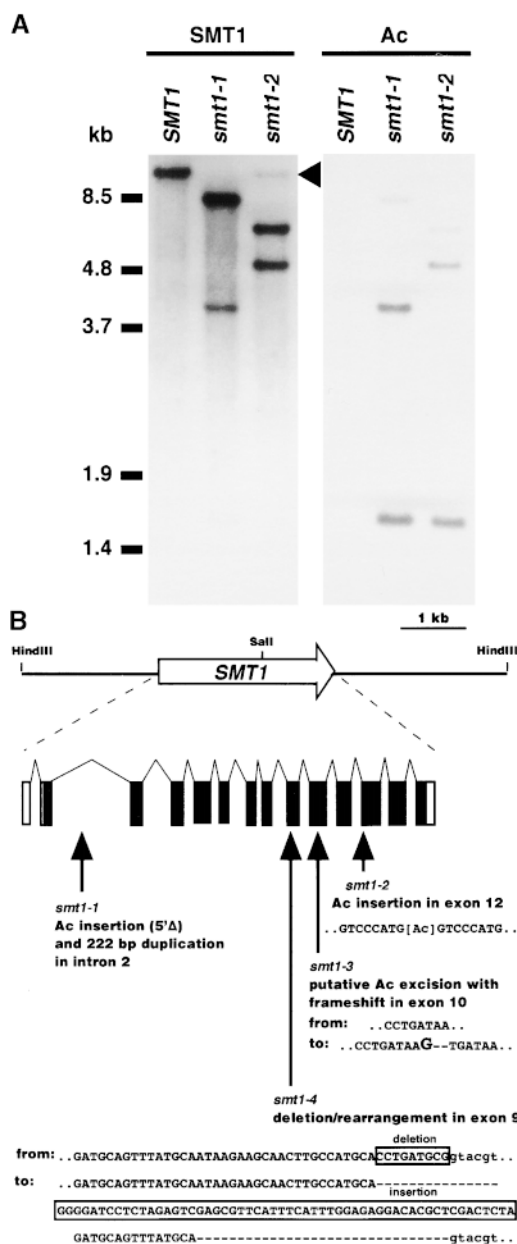 A
SMT1 Ac
SMT1 smt1-1 smt1-2 SMT1 smt1-1 smt1-2
kb
8.5
4.8
3.7
1.9
1.4
B
1 kb
HindIII SalI HindIII
SMT1
smt1-1
Ac insertion (5'Δ)
and 222 bp duplication
in intron 2
smt1-2
Ac insertion in exon 12
..GTCCCATG[Ac]GTCCCATG..
smt1-3
putative Ac excision with
frameshift in exon 10
from: ..CCTGATAA..
to: ..CCTGATAAG--TGATAA..
smt1-4
deletion/rearrangement in exon 9
deletion
from: ..GATGCAGTTTATGCAATAAGAAGCAACTTGCCATGCACCTGATGCGgtacgt..
to: ..GATGCAGTTTATGCAATAAGAAGCAACTTGCCATGCA----------------
insertion
GGGGATCCTCTAGAGTCGAGCGTTCATTTCATTTGGAGAGGACACGCTCGACTCTA
GATGCAGTTTATGCA--------------------------------gtacgt..